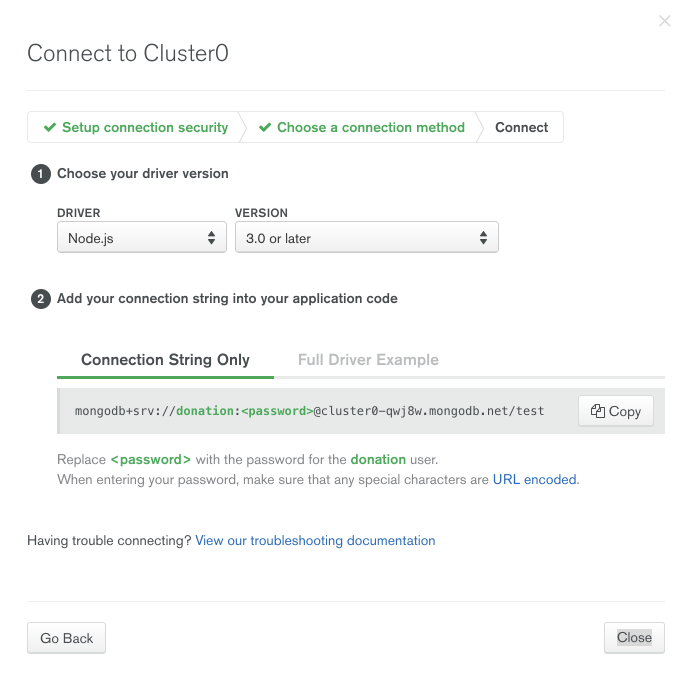 Connect to Cluster0
Setup connection security
Choose a connection method
Connect
1 Choose your driver version
DRIVER
VERSION
Node.js
3.0 or later
2 Add your connection string into your application code
Connection String Only
Full Driver Example
mongodb+srv://donation:<password>@cluster0-qwj8w.mongodb.net/test
Copy
Replace <password> with the password for the donation user.
When entering your password, make sure that any special characters are URL encoded.
Having trouble connecting? View our troubleshooting documentation
Go Back
Close